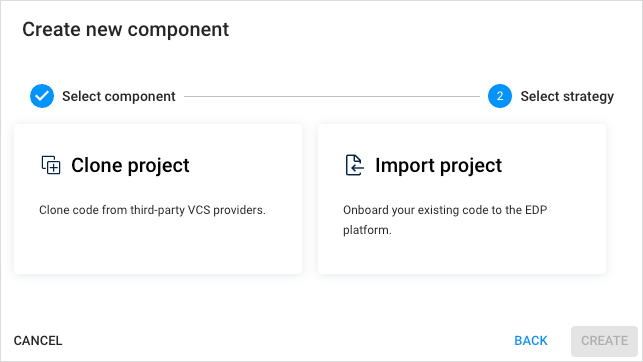 Create new component
Select component
2
Select strategy
Clone project
Clone code from third-party VCS providers.
Import project
Onboard your existing code to the EDP
platform.
CANCEL
BACK
CREATE